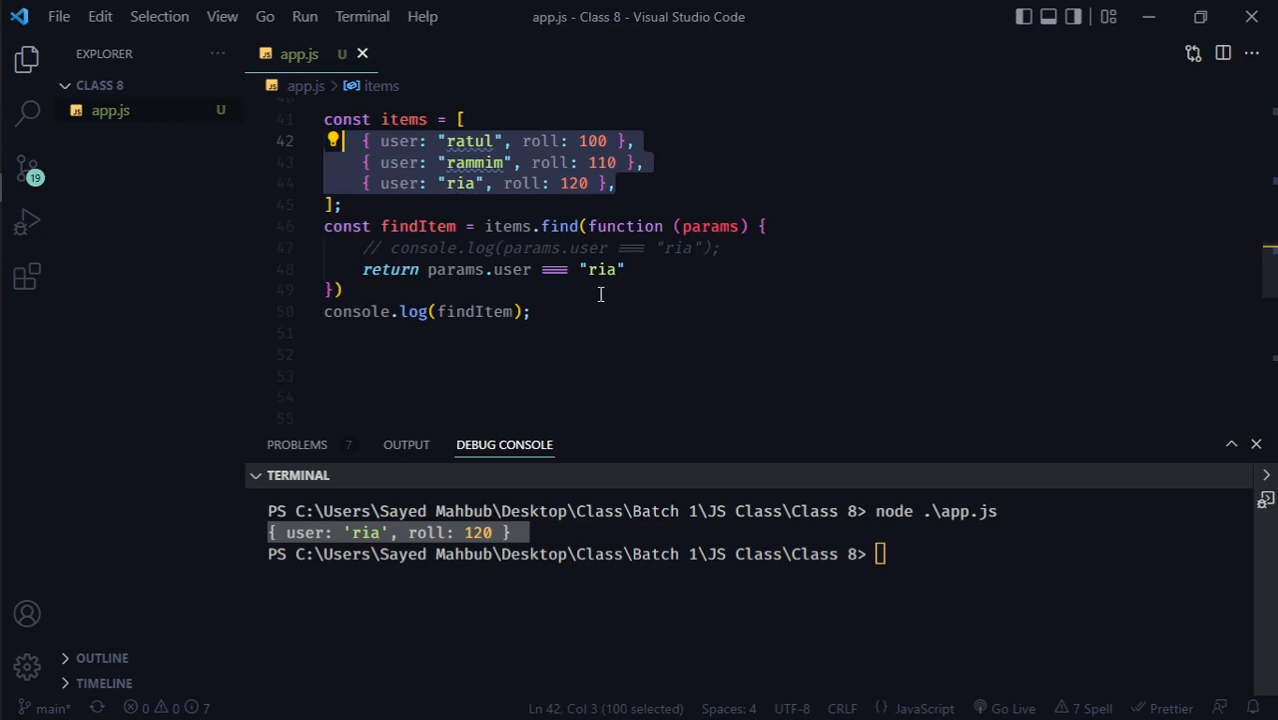 File Edit Selection View Go Run Terminal Help app.js - Class 8 - Visual Studio Code
EXPLORER
CLASS 8
JS app.js U
19
JS app.js U
JS app.js > items
41 const items = [
42 { user: "ratul", roll: 100 },
43 { user: "rammim", roll: 110 },
44 { user: "ria", roll: 120 },
45 ];
46 const findItem = items.find(function (params) {
47 // console.log(params.user === "ria");
48 return params.user === "ria"
49 })
50 console.log(findItem);
51
52
53
54
55
PROBLEMS 7 OUTPUT DEBUG CONSOLE
TERMINAL
PS C:\Users\Sayed Mahbub\Desktop\Class\Batch 1\JS Class\Class 8> node .\app.js
{ user: 'ria', roll: 120 }
PS C:\Users\Sayed Mahbub\Desktop\Class\Batch 1\JS Class\Class 8>
OUTLINE
TIMELINE
main* 0 0 7 Ln 42, Col 3 (100 selected) Spaces: 4 UTF-8 CRLF {} JavaScript Go Live 7 Spell Prettier